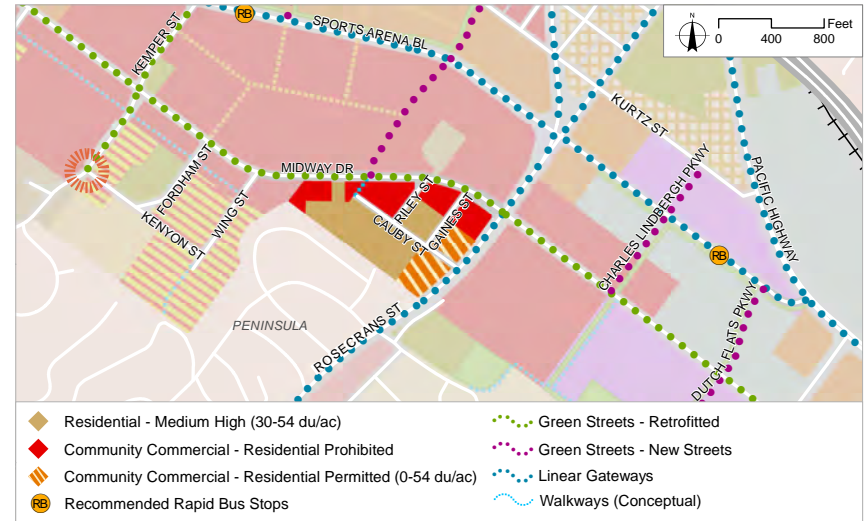 RB
SPORTS ARENA BL
KEMPER ST
N
Feet
0 400 800
KURTZ ST
MIDWAY DR
FORDHAM ST
WING ST
KENYON ST
RILEY ST
CAUBY ST
GAINES ST
CHARLES LINDBERGH PKWY
PACIFIC HIGHWAY
RB
PENINSULA
ROSECRANS ST
DUTCH FLATS PKWY
Residential - Medium High (30-54 du/ac)
Community Commercial - Residential Prohibited
Community Commercial - Residential Permitted (0-54 du/ac)
RB Recommended Rapid Bus Stops
Green Streets - Retrofitted
Green Streets - New Streets
Linear Gateways
Walkways (Conceptual)